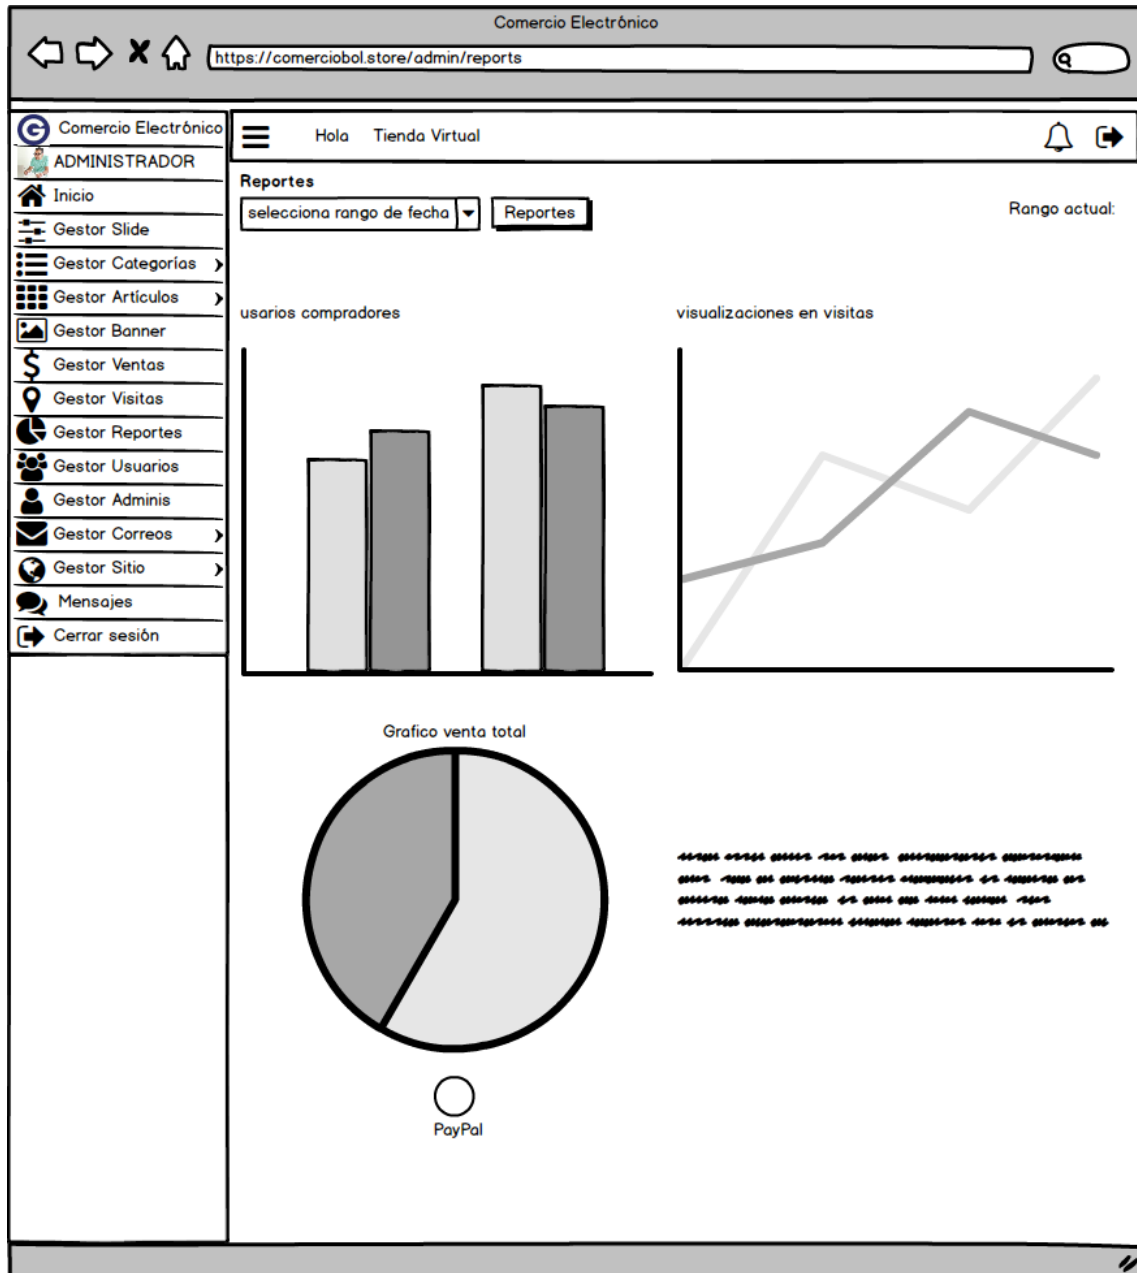 Comercio Electrónico
https://comerciobol.store/admin/reports
Comercio Electrónico
ADMINISTRADOR
Inicio
Gestor Slide
Gestor Categorías
Gestor Artículos
Gestor Banner
Gestor Ventas
Gestor Visitas
Gestor Reportes
Gestor Usuarios
Gestor Adminis
Gestor Correos
Gestor Sitio
Mensajes
Cerrar sesión
Hola Tienda Virtual
Reportes
selecciona rango de fecha Reportes Rango actual:
usarios compradores
visualizaciones en visitas
Grafico venta total
PayPal